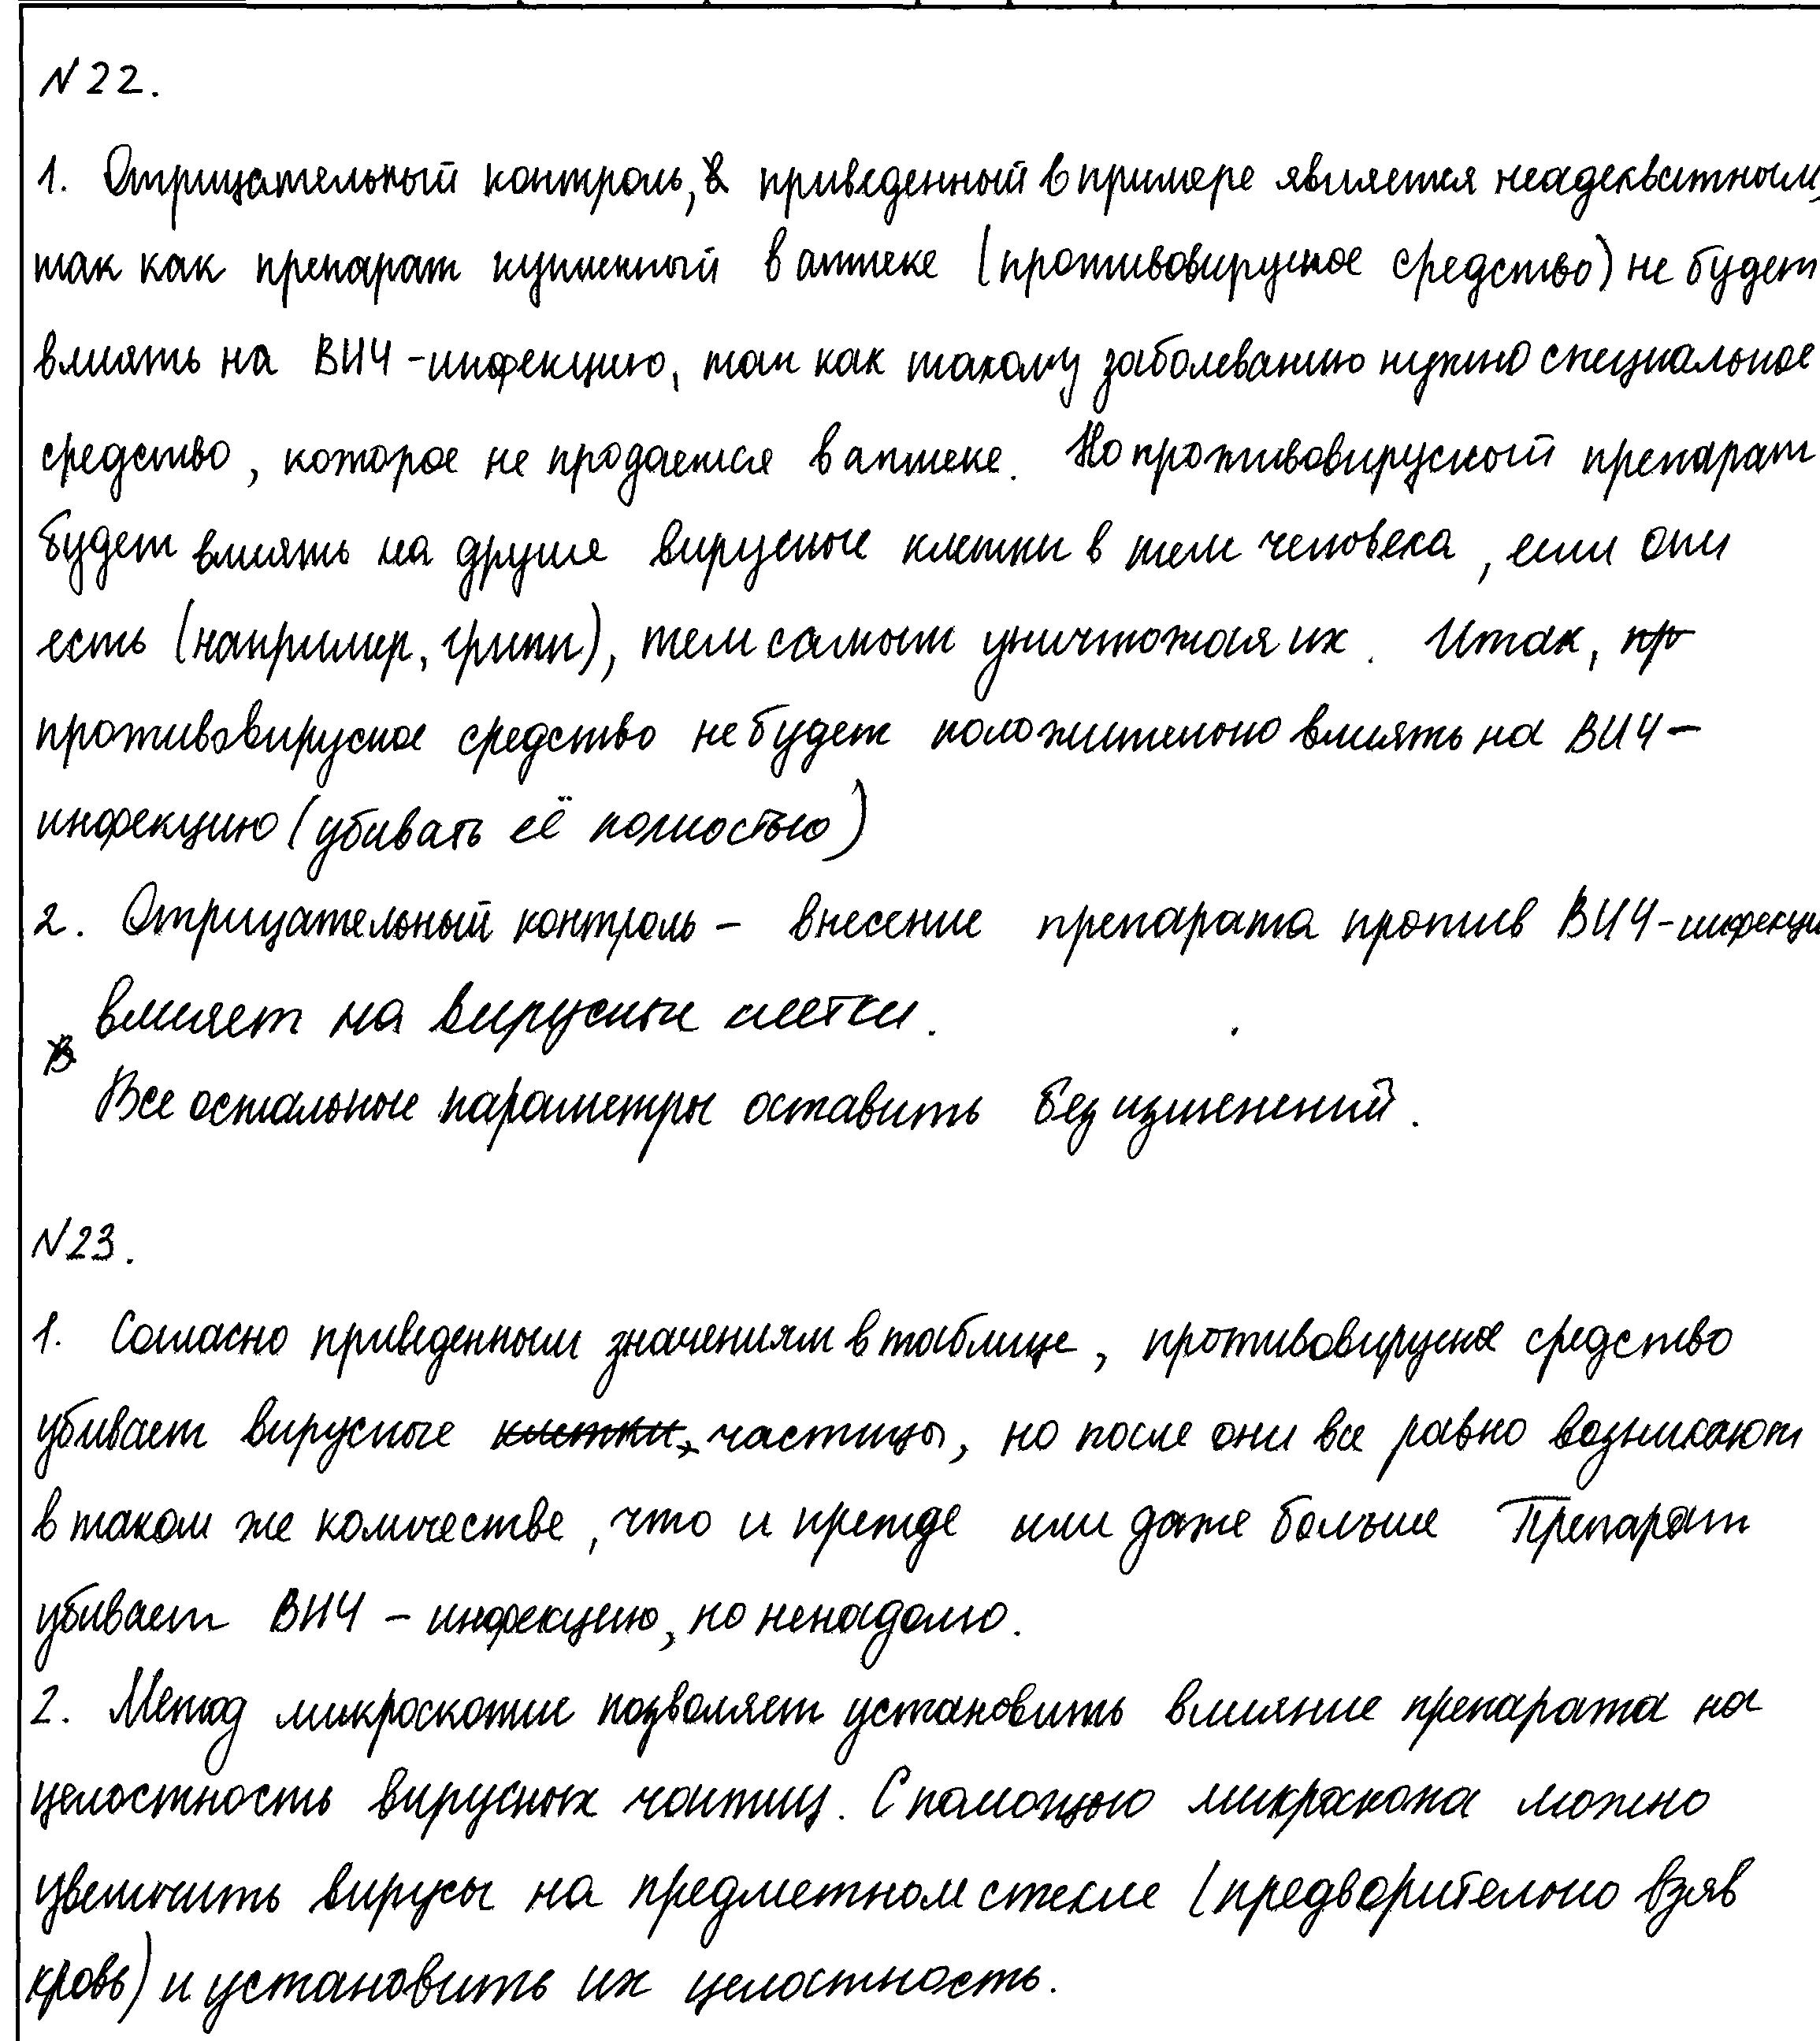 N22.
1. Отрицательный контроль, приведенный в примере является неадекватным,
так как препарат купленный в аптеке (противовирусное средство) не будет
влиять на ВИЧ-инфекцию, так как такому заболеванию нужно специальное
средство, которое не продается в аптеке. Но противовирусный препарат
будет влиять на другие вирусные клетки в теле человека, если они
есть (например, грипп), тем самым уничтожая их. Итак, пр
противовирусное средство не будет положительно влиять на ВИЧ-
инфекцию (убивать её полностью)
2. Отрицательный контроль - внесение препарата против ВИЧ-инфекции
влияет на вирусные клетки.
Все остальные параметры оставить без изменений.
N23.
1. Согласно приведенным значениям в таблице, противовирусное средство
убивает вирусные клетки, частицы, но после они все равно возникают
в таком же количестве, что и прежде или даже больше Препарат
убивает ВИЧ-инфекцию, но ненадолго.
2. Метод микроскопии позволяет установить влияние препарата на
целостность вирусных частиц. С помощью микроскопа можно
увеличить вирусы на предметном стекле (предворительно взяв
кровь) и установить их целостность.